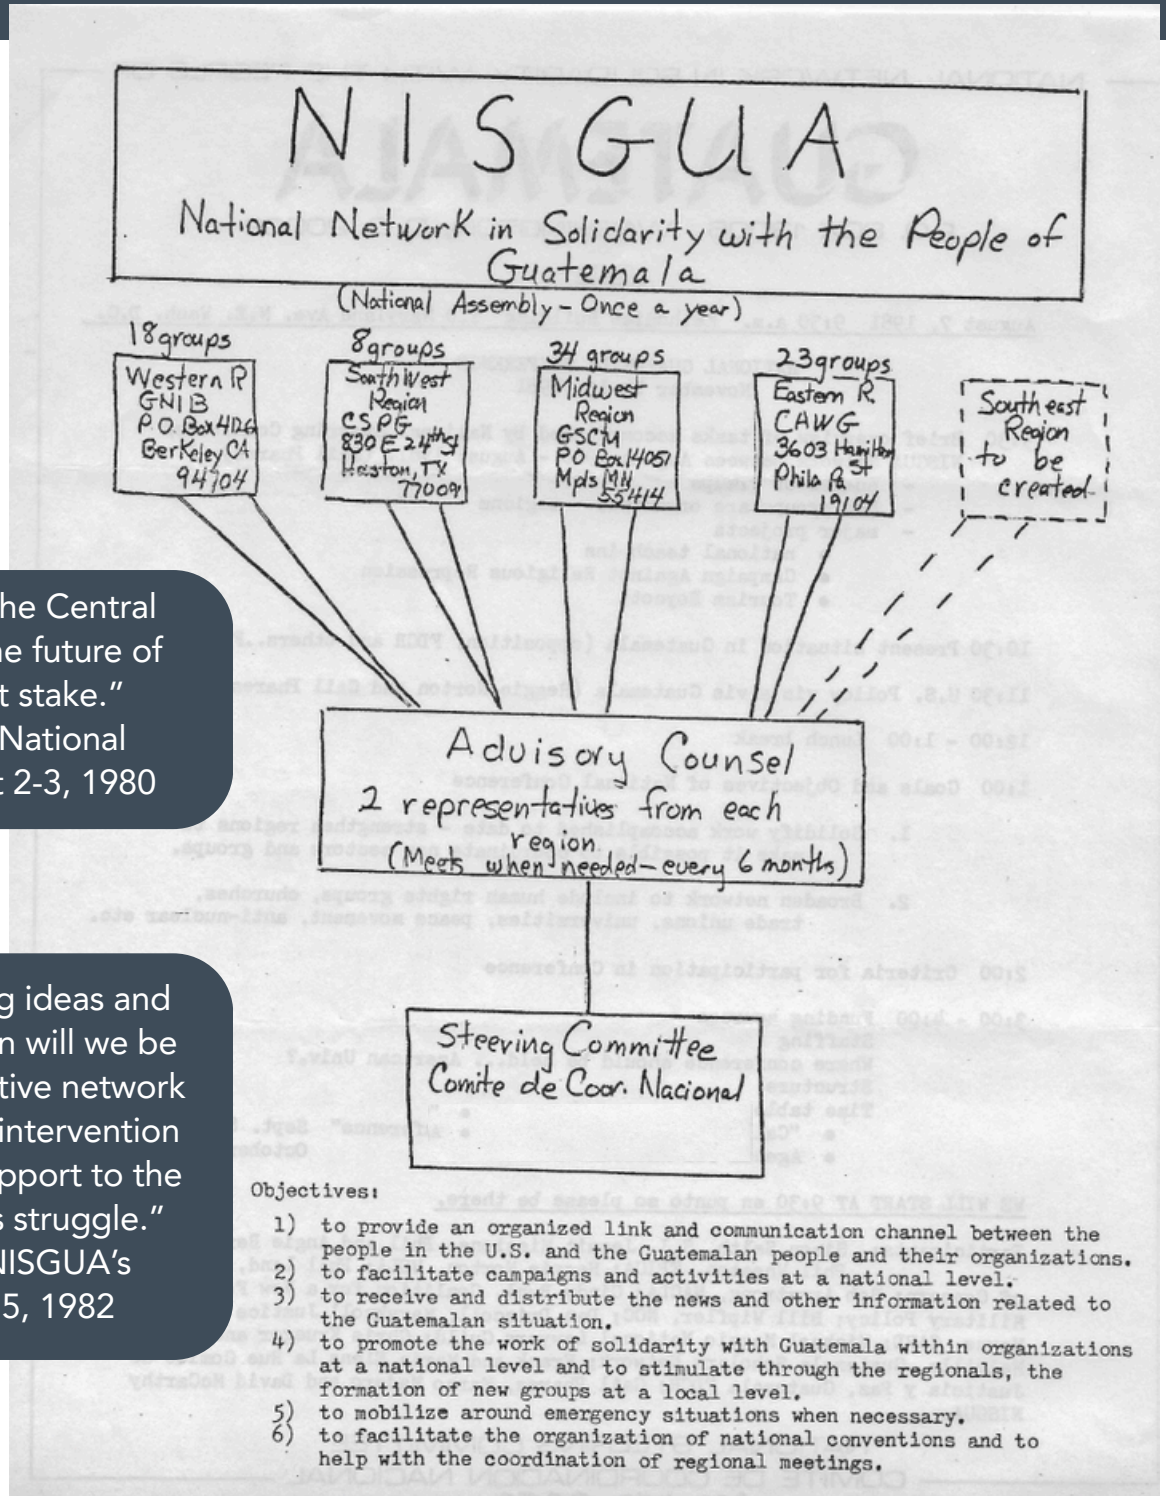 NISGUA
National Network in Solidarity with the People of
Guatemala
(National Assembly - Once a year)
18 groups
Western R
GNIB
P.O. Box
Berkeley CA
94704
8 groups
SouthWest
Region
CSPG
830 E 24th St
Houston, TX
77009
34 groups
Midwest
Region
GSCM
PO Box 14051
Mpls MN
55414
23 groups
Eastern R
CAWG
3603 Hamilton
St
Phila Pa
19104
Southeast
Region
to be
created
Advisory Counsel
2 representatives from each
region
(Meets when needed - every 6 months)
Steering Committee
Comite de Coor. Nacional
Objectives:
1) to provide an organized link and communication channel between the
people in the U.S. and the Guatemalan people and their organizations.
2) to facilitate campaigns and activities at a national level.
3) to receive and distribute the news and other information related to
the Guatemalan situation.
4) to promote the work of solidarity with Guatemala within organizations
at a national level and to stimulate through the regionals, the
formation of new groups at a local level.
5) to mobilize around emergency situations when necessary.
6) to facilitate the organization of national conventions and to
help with the coordination of regional meetings.
he Central
e future of
t stake."
National
t 2-3, 1980
g ideas and
n will we be
tive network
intervention
pport to the
s struggle."
NISGUA's
5, 1982